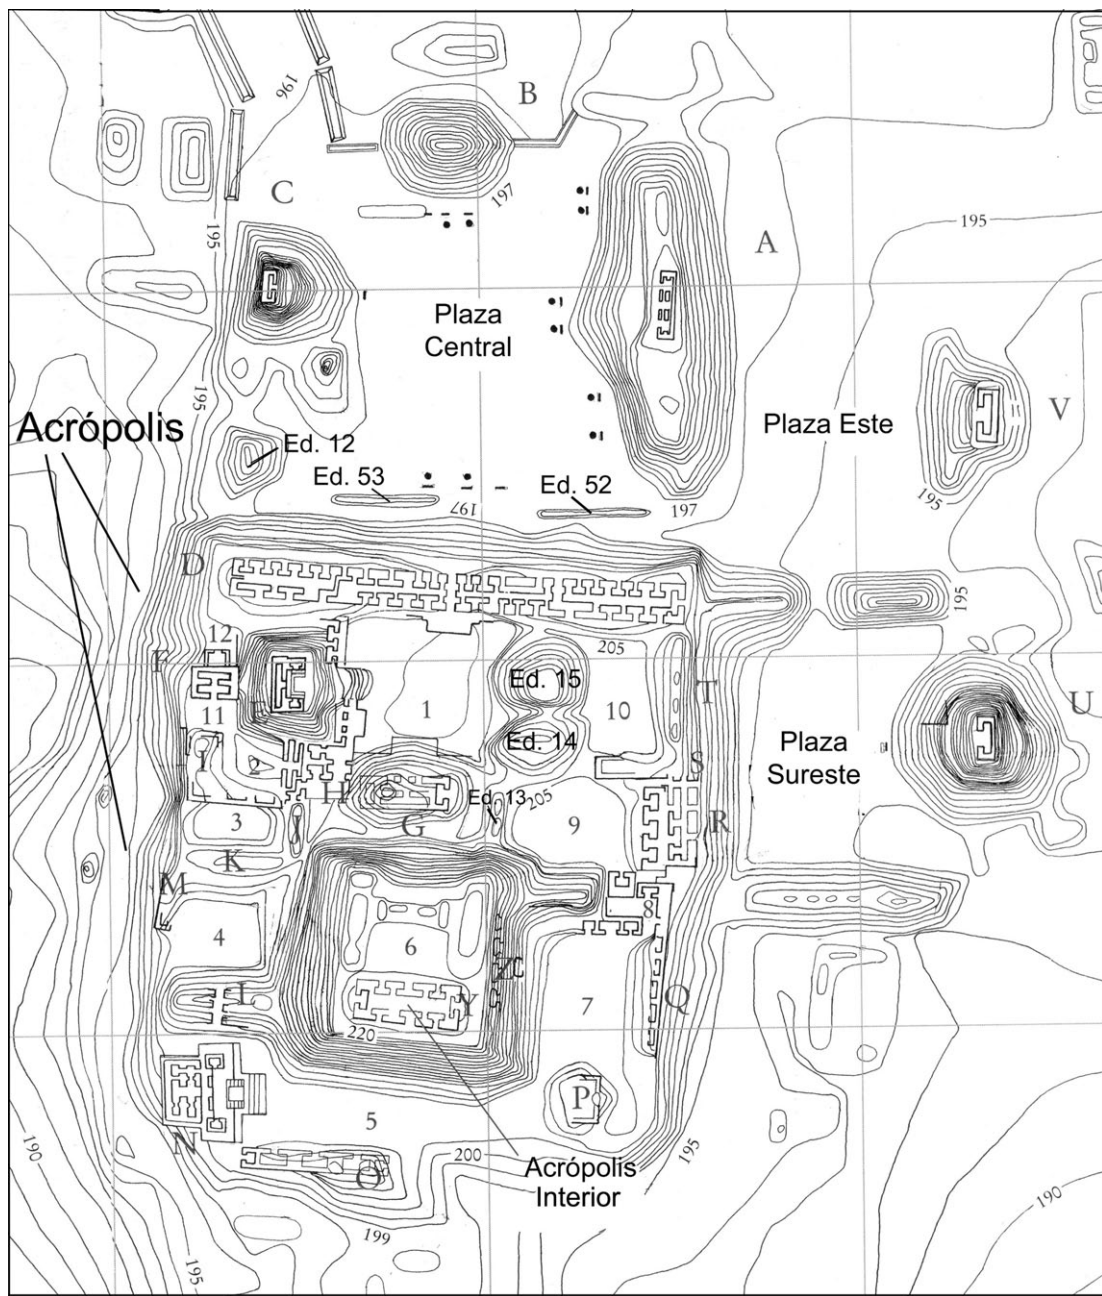 B
196
C
197
195
A
195
Plaza
Central
195
V
Acrópolis
Plaza Este
Ed. 12
Ed. 53
Ed. 52
195
197
197
D
195
12
205
F
E
Ed. 15
T
U
11
1
10
I
2
Ed. 14
Plaza
Sureste
S
H
Ed. 13
205
3
J
G
9
R
K
M
8
4
6
Z
L
Y
7
Q
220
P
5
N
195
190
200
O
Acrópolis
Interior
190
199
195